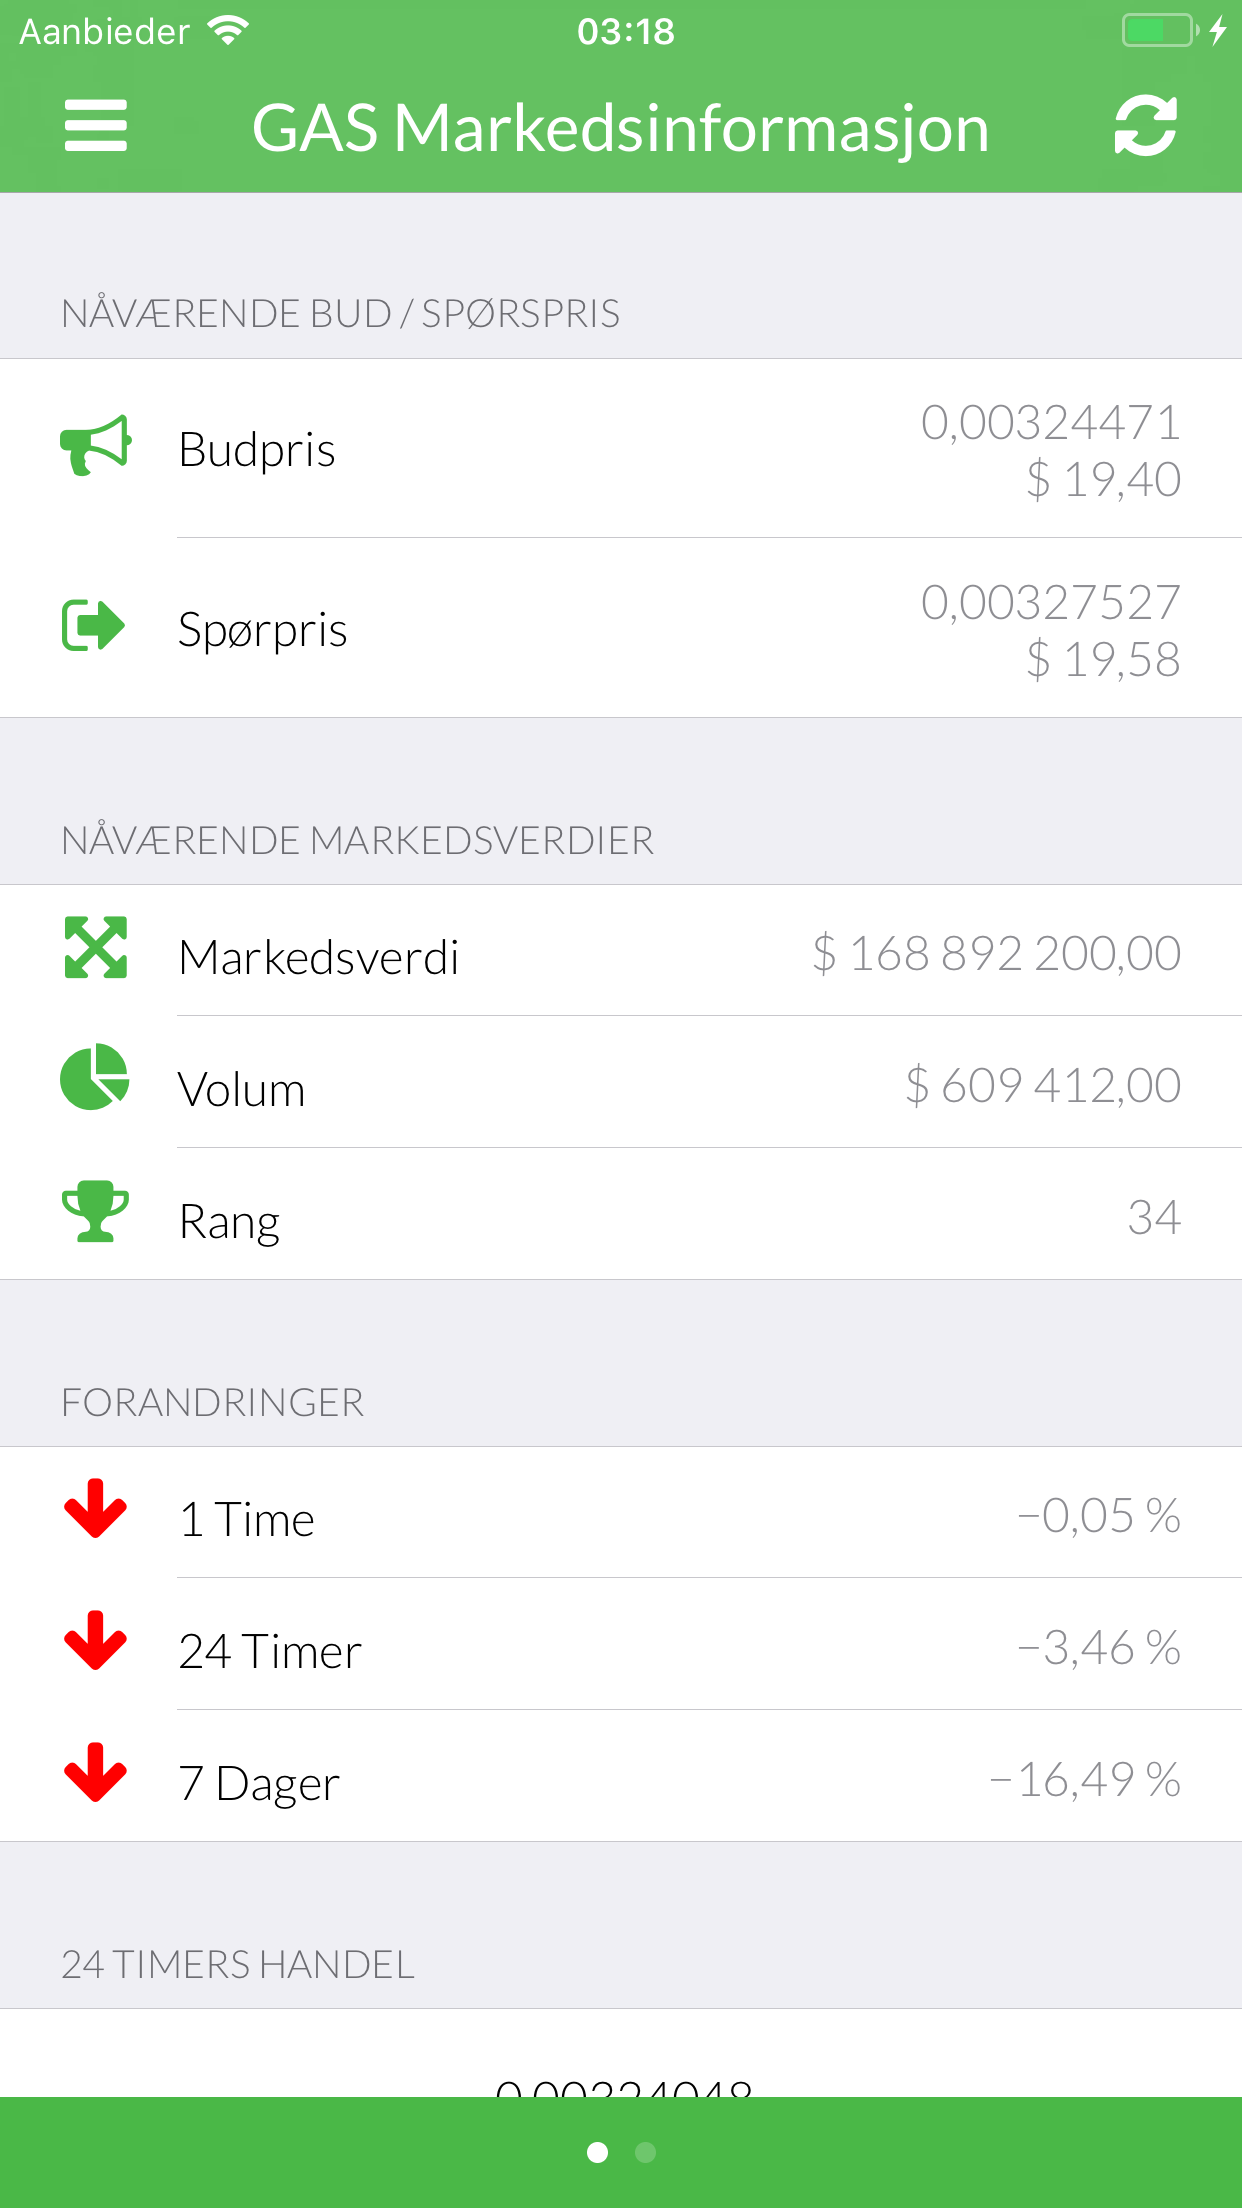 Aanbieder
03:18
GAS Markedsinformasjon
NÅVÆRENDE BUD / SPØRSPRIS
Budpris
0,00324471
$ 19,40
Spørpris
0,00327527
$ 19,58
NÅVÆRENDE MARKEDSVERDIER
Markedsverdi
$ 168 892 200,00
Volum
$ 609 412,00
Rang
34
FORANDRINGER
1 Time
−0,05 %
24 Timer
−3,46 %
7 Dager
−16,49 %
24 TIMERS HANDEL